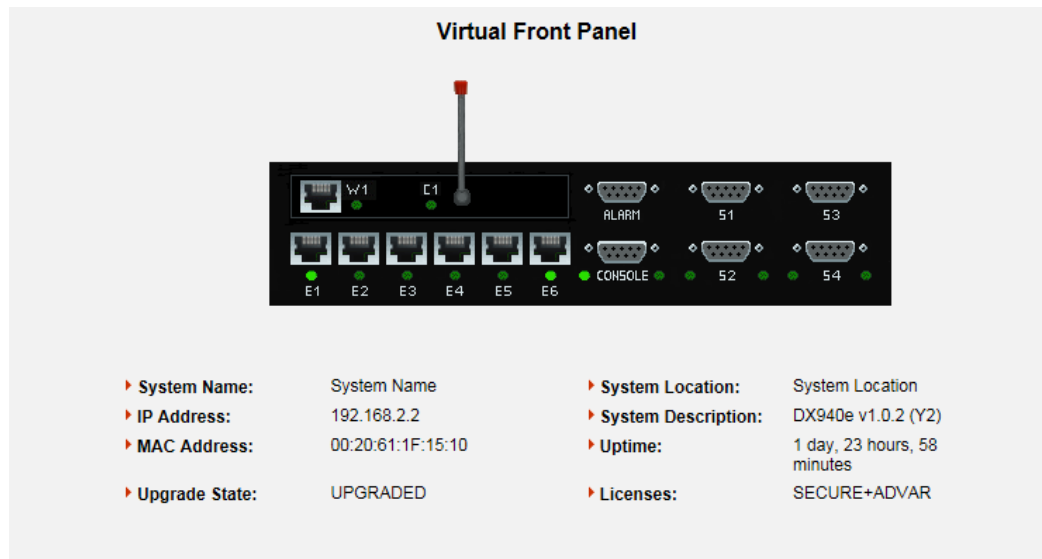 Virtual Front Panel
W1 C1
ALARM S1 S3
CONSOLE S2 S4
E1 E2 E3 E4 E5 E6
System Name: System Name System Location: System Location
IP Address: 192.168.2.2 System Description: DX940e v1.0.2 (Y2)
MAC Address: 00:20:61:1F:15:10 Uptime: 1 day, 23 hours, 58
minutes
Upgrade State: UPGRADED Licenses: SECURE+ADVAR